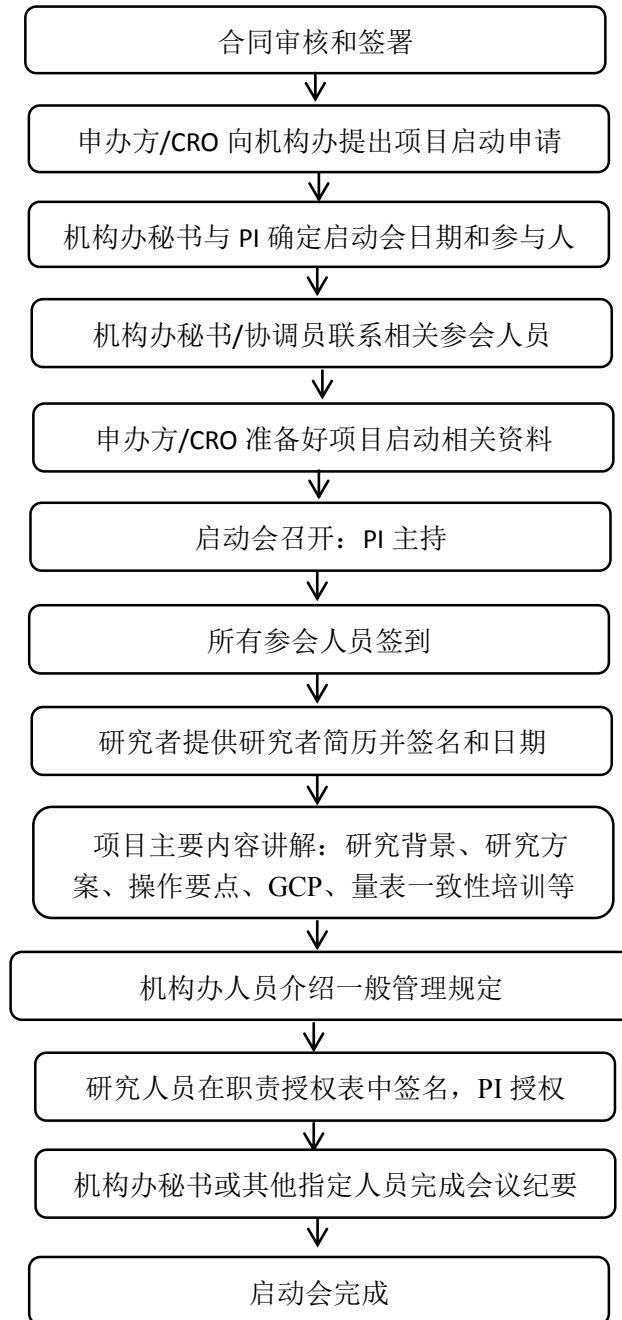 合同审核和签署
申办方/CRO 向机构办提出项目启动申请
机构办秘书与 PI 确定启动会日期和参与人
机构办秘书/协调员联系相关参会人员
申办方/CRO 准备好项目启动相关资料
启动会召开：PI 主持
所有参会人员签到
研究者提供研究者简历并签名和日期
项目主要内容讲解：研究背景、研究方
案、操作要点、GCP、量表一致性培训等
机构办人员介绍一般管理规定
研究人员在职责授权表中签名，PI 授权
机构办秘书或其他指定人员完成会议纪要
启动会完成